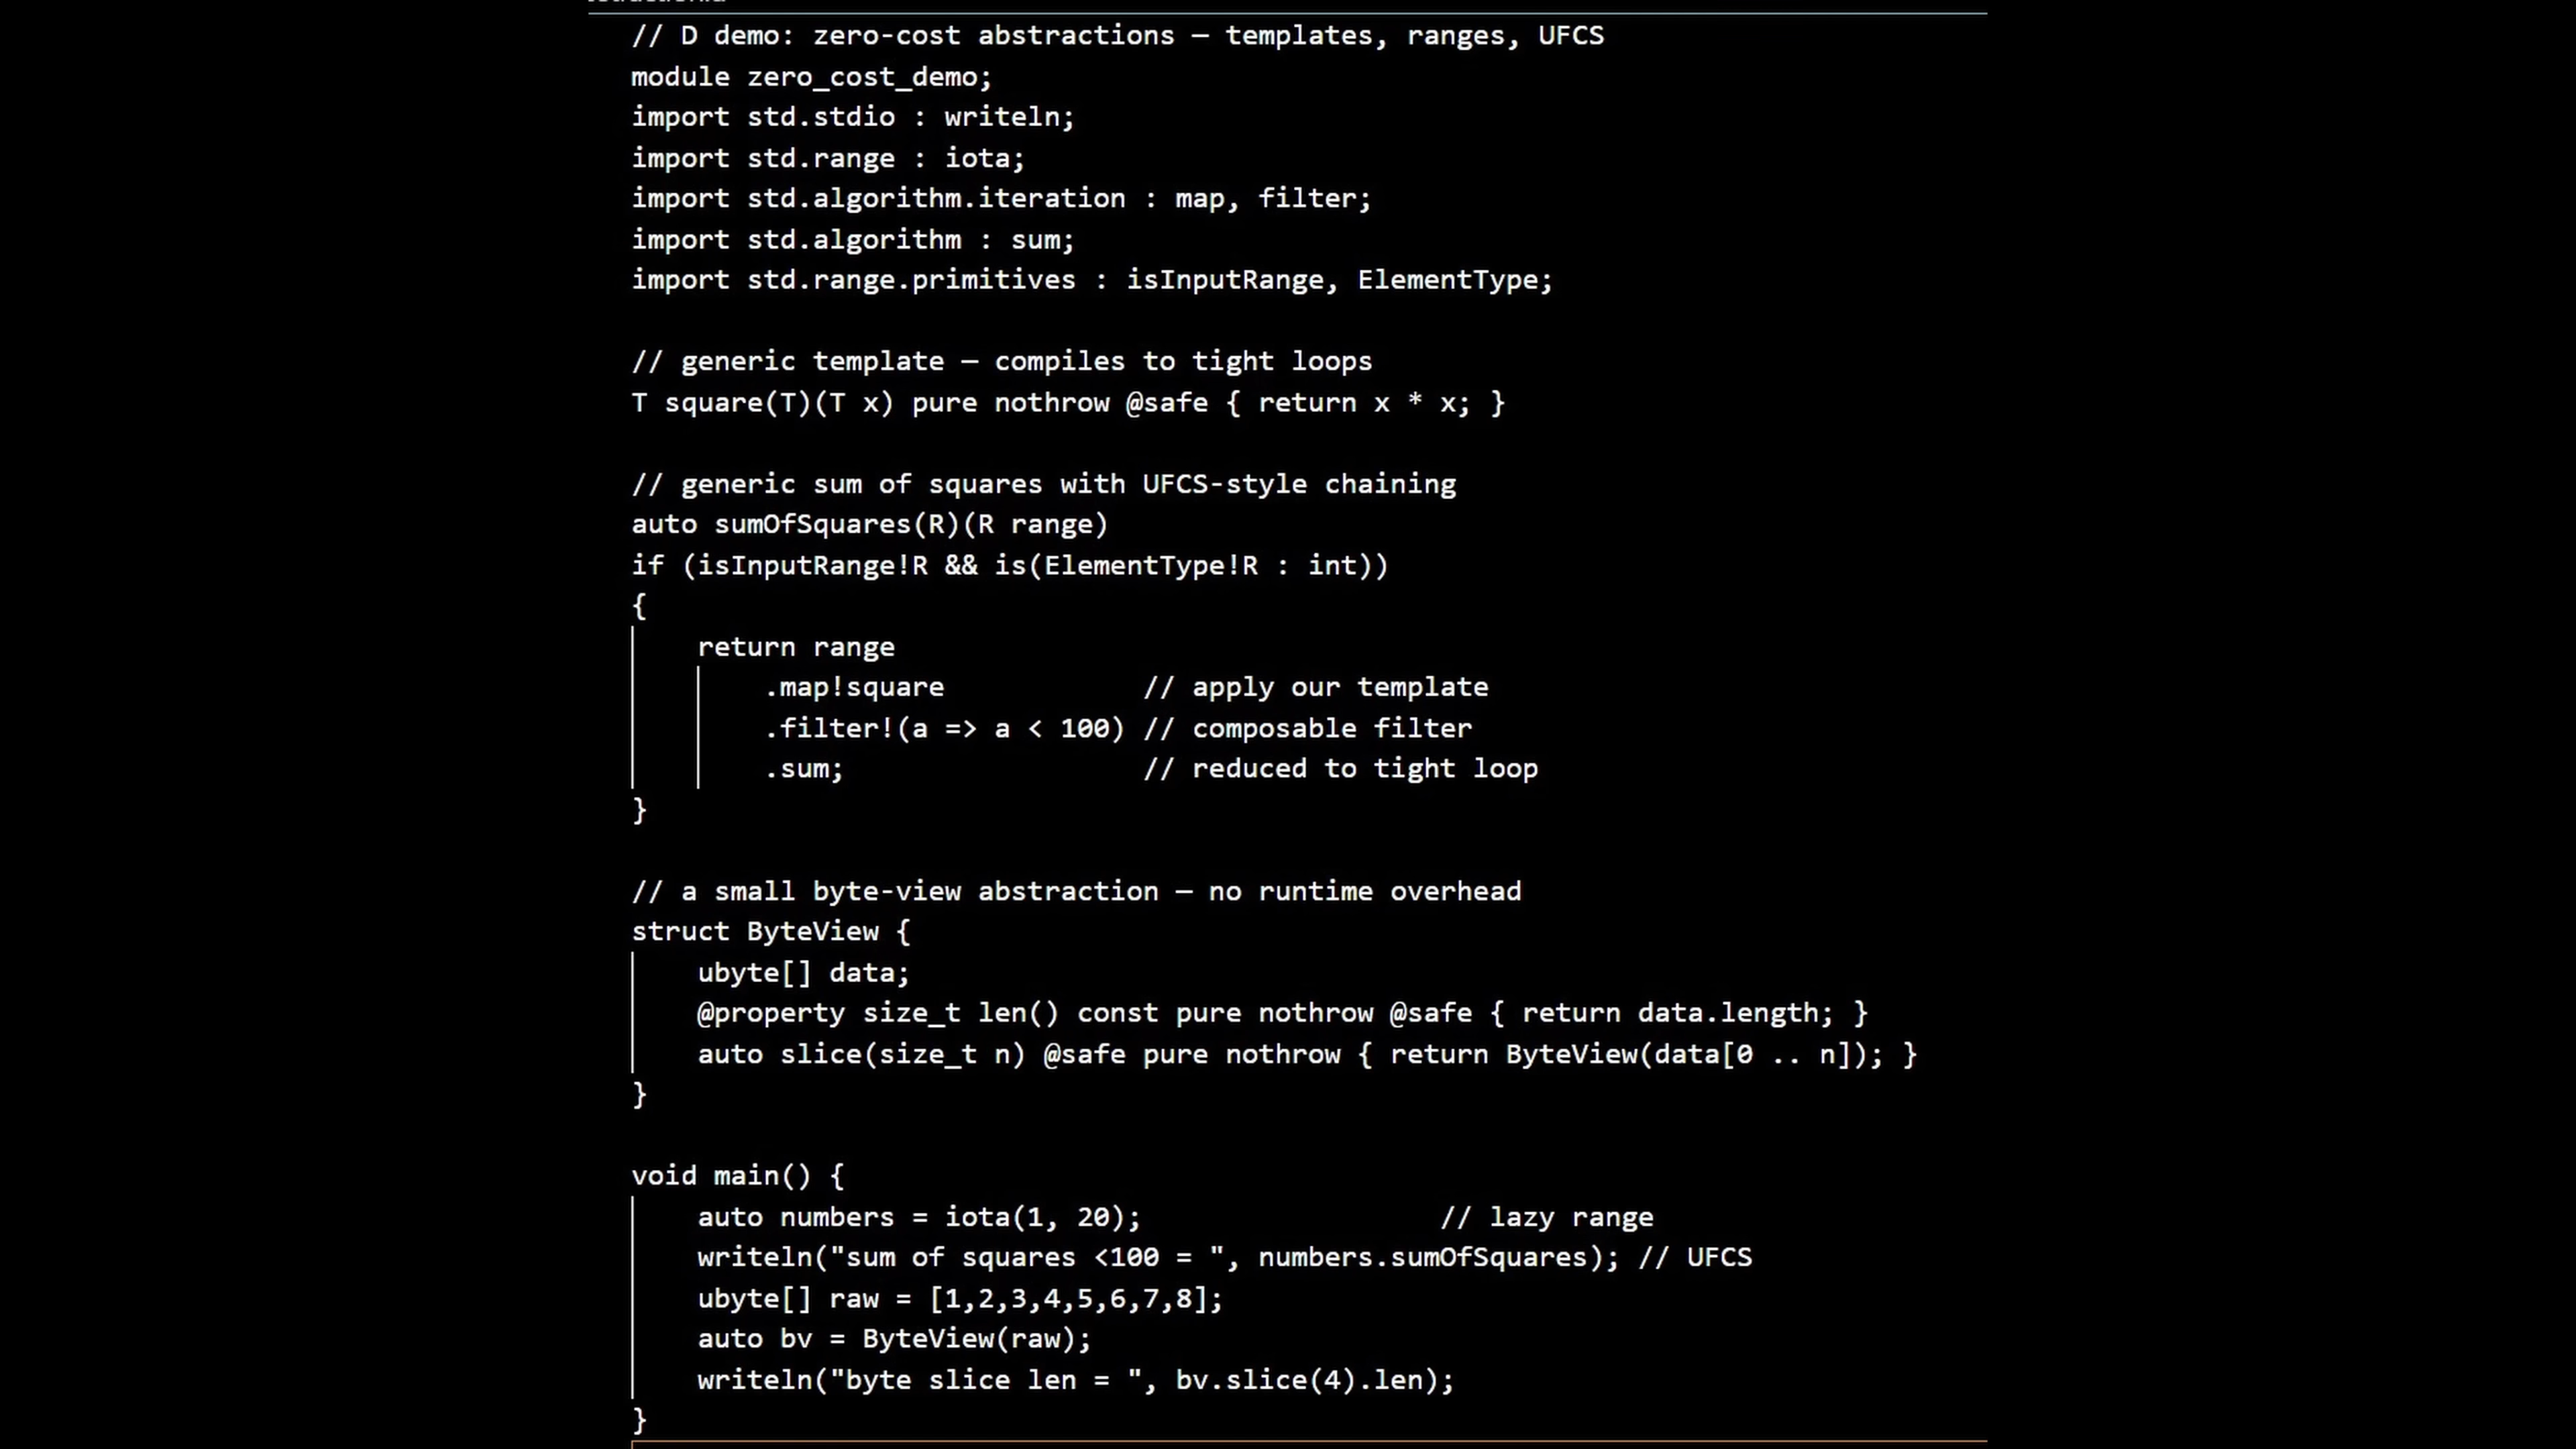 // D demo: zero-cost abstractions — templates, ranges, UFCS
module zero_cost_demo;
import std.stdio : writeln;
import std.range : iota;
import std.algorithm.iteration : map, filter;
import std.algorithm : sum;
import std.range.primitives : isInputRange, ElementType;

// generic template — compiles to tight loops
T square(T)(T x) pure nothrow @safe { return x * x; }

// generic sum of squares with UFCS-style chaining
auto sumOfSquares(R)(R range)
if (isInputRange!R && is(ElementType!R : int))
{
    return range
        .map!square            // apply our template
        .filter!(a => a < 100) // composable filter
        .sum;                  // reduced to tight loop
}

// a small byte-view abstraction — no runtime overhead
struct ByteView {
    ubyte[] data;
    @property size_t len() const pure nothrow @safe { return data.length; }
    auto slice(size_t n) @safe pure nothrow { return ByteView(data[0 .. n]); }
}

void main() {
    auto numbers = iota(1, 20);                  // lazy range
    writeln("sum of squares <100 = ", numbers.sumOfSquares); // UFCS
    ubyte[] raw = [1,2,3,4,5,6,7,8];
    auto bv = ByteView(raw);
    writeln("byte slice len = ", bv.slice(4).len);
}